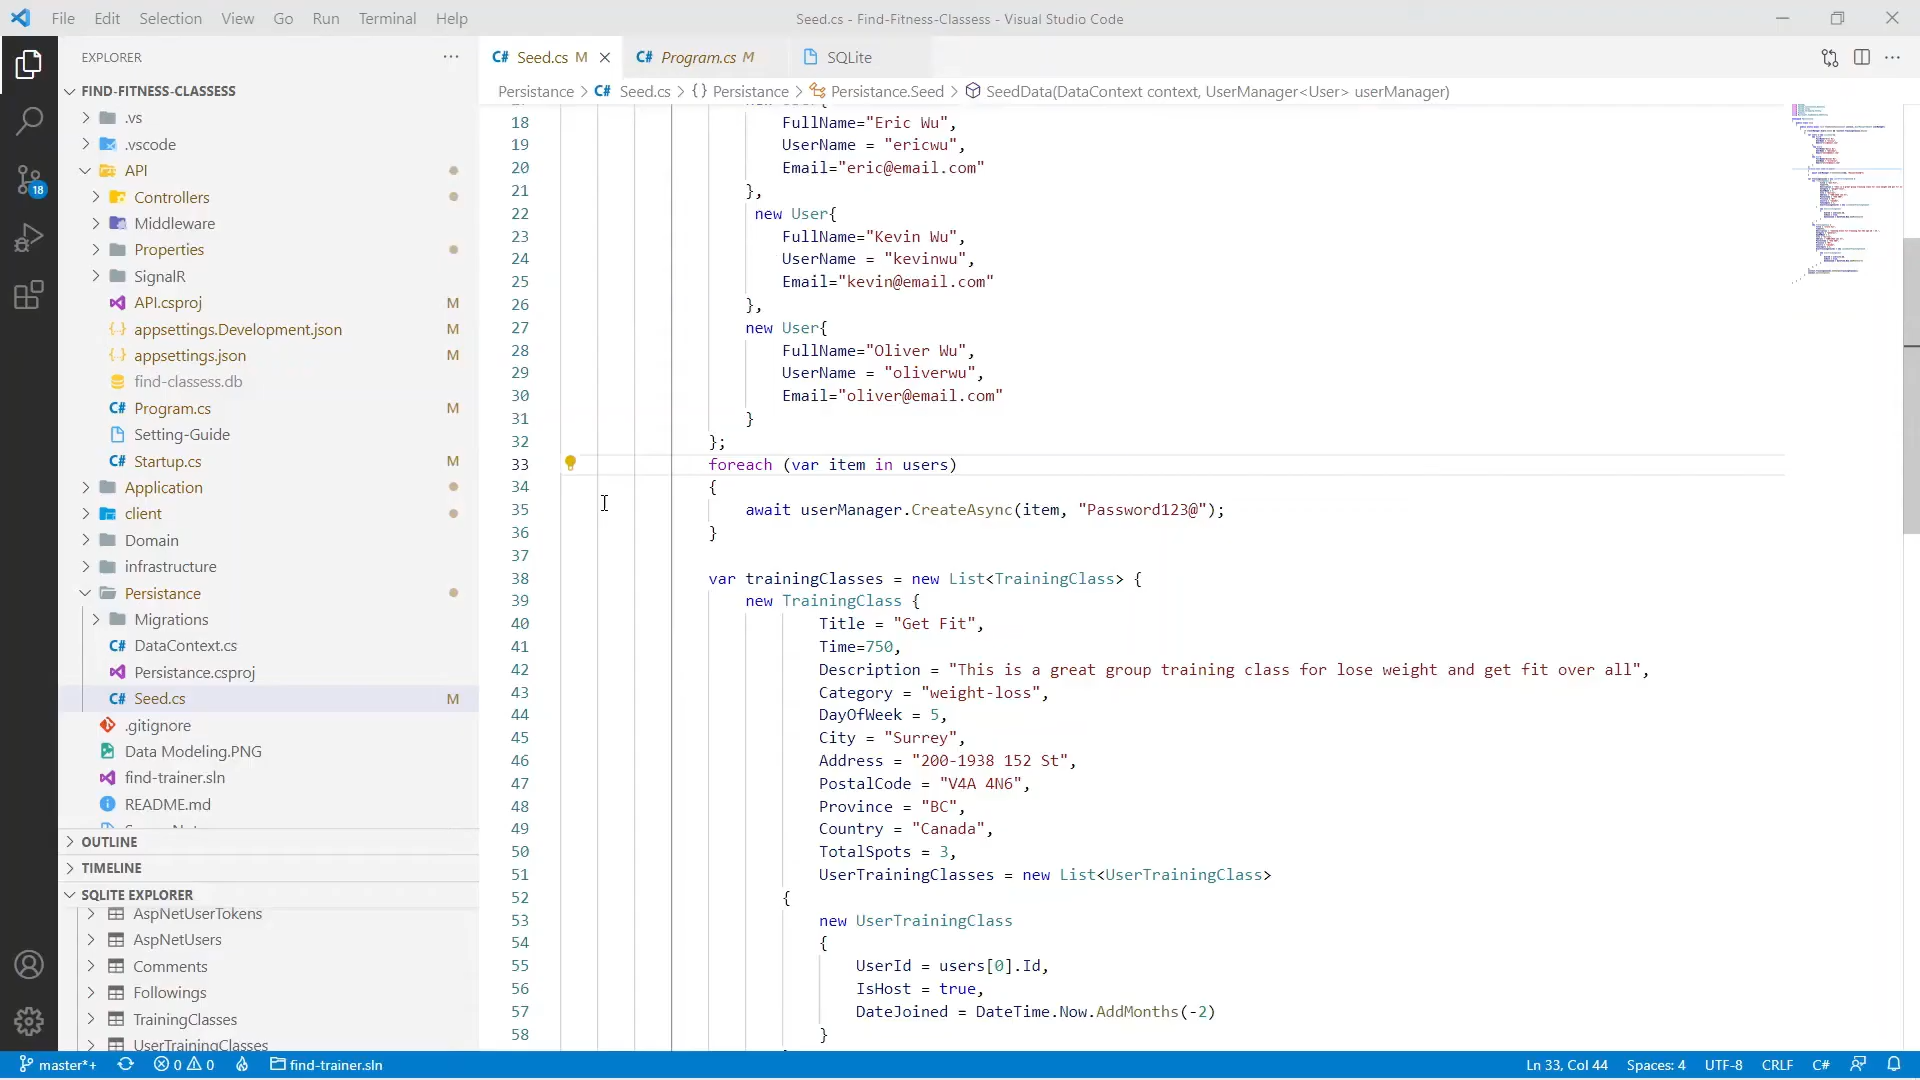 File Edit Selection View Go Run Terminal Help
Seed.cs - Find-Fitness-Classess - Visual Studio Code
EXPLORER
FIND-FITNESS-CLASSESS
.vs
.vscode
API
Controllers
Middleware
Properties
SignalR
API.csproj M
appsettings.Development.json M
appsettings.json M
find-classess.db
Program.cs M
Setting-Guide
Startup.cs M
Application
client
Domain
infrastructure
Persistance
Migrations
DataContext.cs
Persistance.csproj
Seed.cs M
.gitignore
Data Modeling.PNG
find-trainer.sln
README.md
OUTLINE
TIMELINE
SQLITE EXPLORER
AspNetUserTokens
AspNetUsers
Comments
Followings
TrainingClasses
UserTrainingClasses
18
C# Seed.cs M
C# Program.cs M
SQLite
Persistance > C# Seed.cs > {} Persistance > Persistance.Seed > SeedData(DataContext context, UserManager<User> userManager)
18 FullName="Eric Wu",
19 UserName = "ericwu",
20 Email="eric@email.com"
21 },
22 new User{
23 FullName="Kevin Wu",
24 UserName = "kevinwu",
25 Email="kevin@email.com"
26 },
27 new User{
28 FullName="Oliver Wu",
29 UserName = "oliverwu",
30 Email="oliver@email.com"
31 }
32 };
33 foreach (var item in users)
34 {
35 await userManager.CreateAsync(item, "Password123@");
36 }
37
38 var trainingClasses = new List<TrainingClass> {
39 new TrainingClass {
40 Title = "Get Fit",
41 Time=750,
42 Description = "This is a great group training class for lose weight and get fit over all",
43 Category = "weight-loss",
44 DayOfWeek = 5,
45 City = "Surrey",
46 Address = "200-1938 152 St",
47 PostalCode = "V4A 4N6",
48 Province = "BC",
49 Country = "Canada",
50 TotalSpots = 3,
51 UserTrainingClasses = new List<UserTrainingClass>
52 {
53 new UserTrainingClass
54 {
55 UserId = users[0].Id,
56 IsHost = true,
57 DateJoined = DateTime.Now.AddMonths(-2)
58 }
master*+ 0 0 find-trainer.sln
Ln 33, Col 44 Spaces: 4 UTF-8 CRLF C#